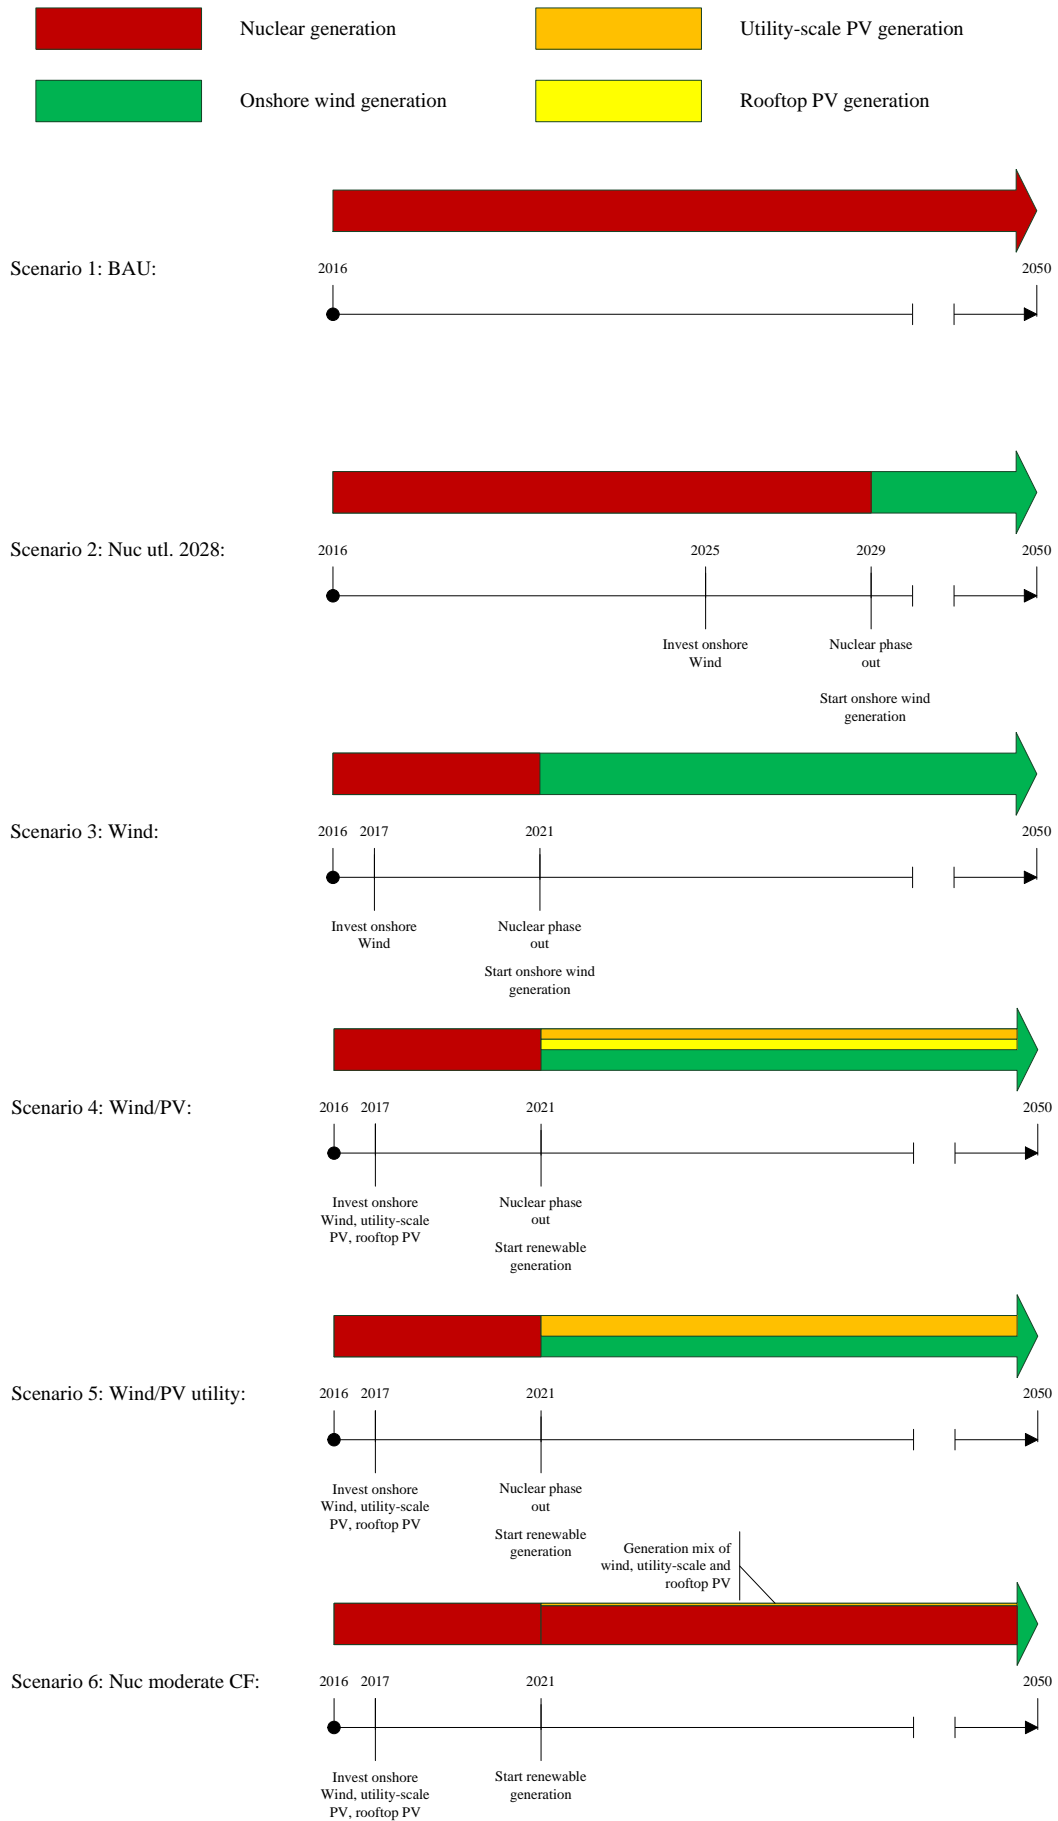 Nuclear generation
Utility-scale PV generation
Onshore wind generation
Rooftop PV generation
Scenario 1: BAU:
2016
2050
Scenario 2: Nuc utl. 2028:
2016
2025
2029
2050
Invest onshore
Wind
Nuclear phase
out
Start onshore wind
generation
Scenario 3: Wind:
2016
2017
2021
2050
Invest onshore
Wind
Nuclear phase
out
Start onshore wind
generation
Scenario 4: Wind/PV:
2016
2017
2021
2050
Invest onshore
Wind, utility-scale
PV, rooftop PV
Nuclear phase
out
Start renewable
generation
Scenario 5: Wind/PV utility:
2016
2017
2021
2050
Invest onshore
Wind, utility-scale
PV, rooftop PV
Nuclear phase
out
Start renewable
generation
Generation mix of
wind, utility-scale and
rooftop PV
Scenario 6: Nuc moderate CF:
2016
2017
2021
2050
Invest onshore
Wind, utility-scale
PV, rooftop PV
Start renewable
generation